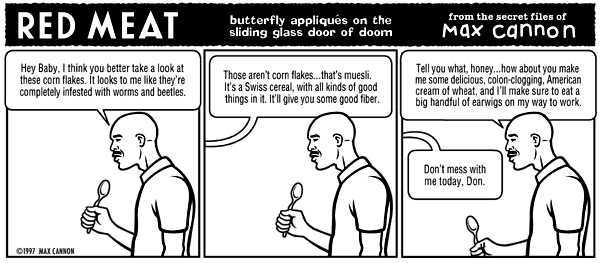 RED MEAT
butterfly appliqués on the
sliding glass door of doom
from the secret files of
Max cannon
Hey Baby, I think you better take a look at
these corn flakes. It looks to me like they're
completely infested with worms and beetles.
Those aren't corn flakes...that's muesli.
It's a Swiss cereal, with all kinds of good
things in it. It'll give you some good fiber.
Tell you what, honey...how about you make
me some delicious, colon-clogging, American
cream of wheat, and I'll make sure to eat a
big handful of earwigs on my way to work.
Don't mess with
me today, Don.
©1997 MAX CANNON